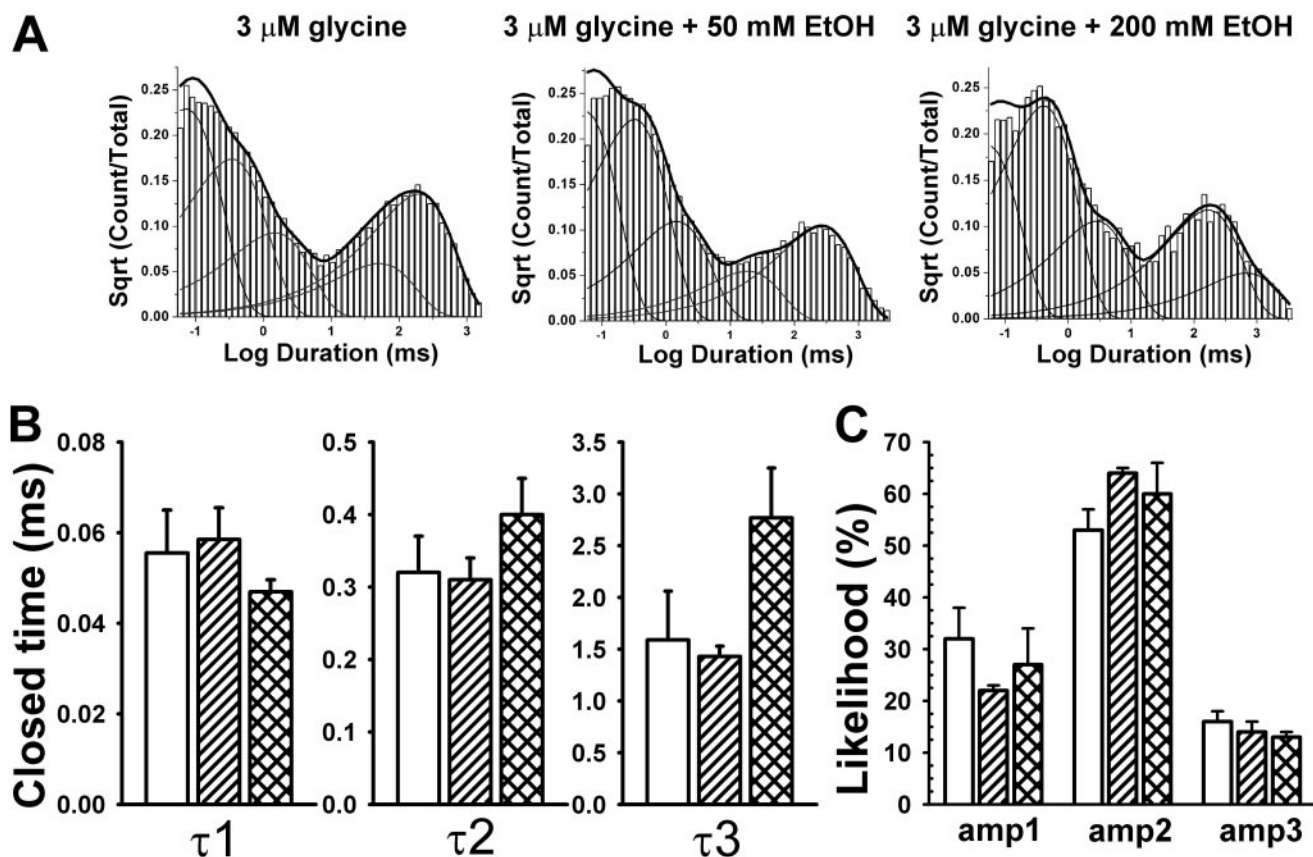 A
3 μM glycine
3 μM glycine + 50 mM EtOH
3 μM glycine + 200 mM EtOH
Sqrt (Count/Total)
0.25
0.20
0.15
0.10
0.05
0.00
-1 0 1 2 3
Log Duration (ms)
Sqrt (Count/Total)
0.25
0.20
0.15
0.10
0.05
0.00
-1 0 1 2 3
Log Duration (ms)
Sqrt (Count/Total)
0.25
0.20
0.15
0.10
0.05
0.00
-1 0 1 2 3
Log Duration (ms)
B
Closed time (ms)
0.08
0.06
0.04
0.02
0.00
τ1
0.5
0.4
0.3
0.2
0.1
0.0
τ2
3.5
3.0
2.5
2.0
1.5
1.0
0.5
0.0
τ3
C
Likelihood (%)
70
60
50
40
30
20
10
0
amp1 amp2 amp3